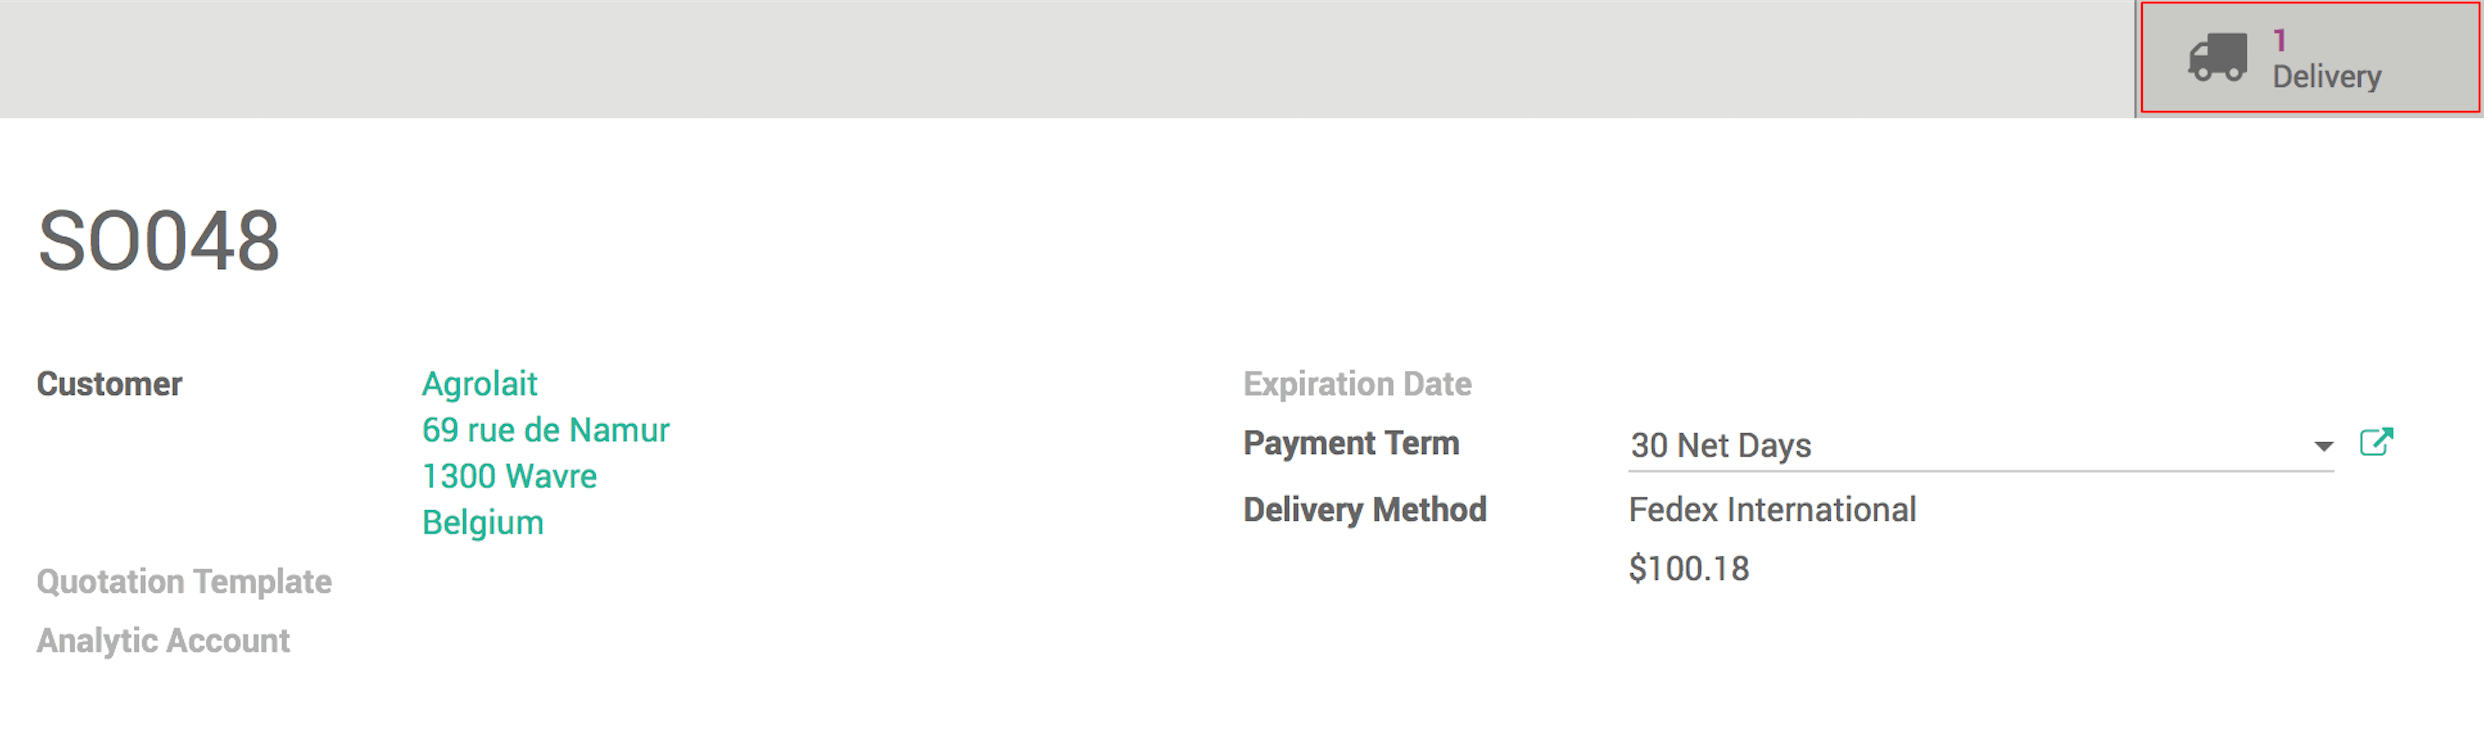 1
Delivery
SO048
Customer
Agrolait
69 rue de Namur
1300 Wavre
Belgium
Quotation Template
Analytic Account
Expiration Date
Payment Term 30 Net Days
Delivery Method Fedex International
$100.18